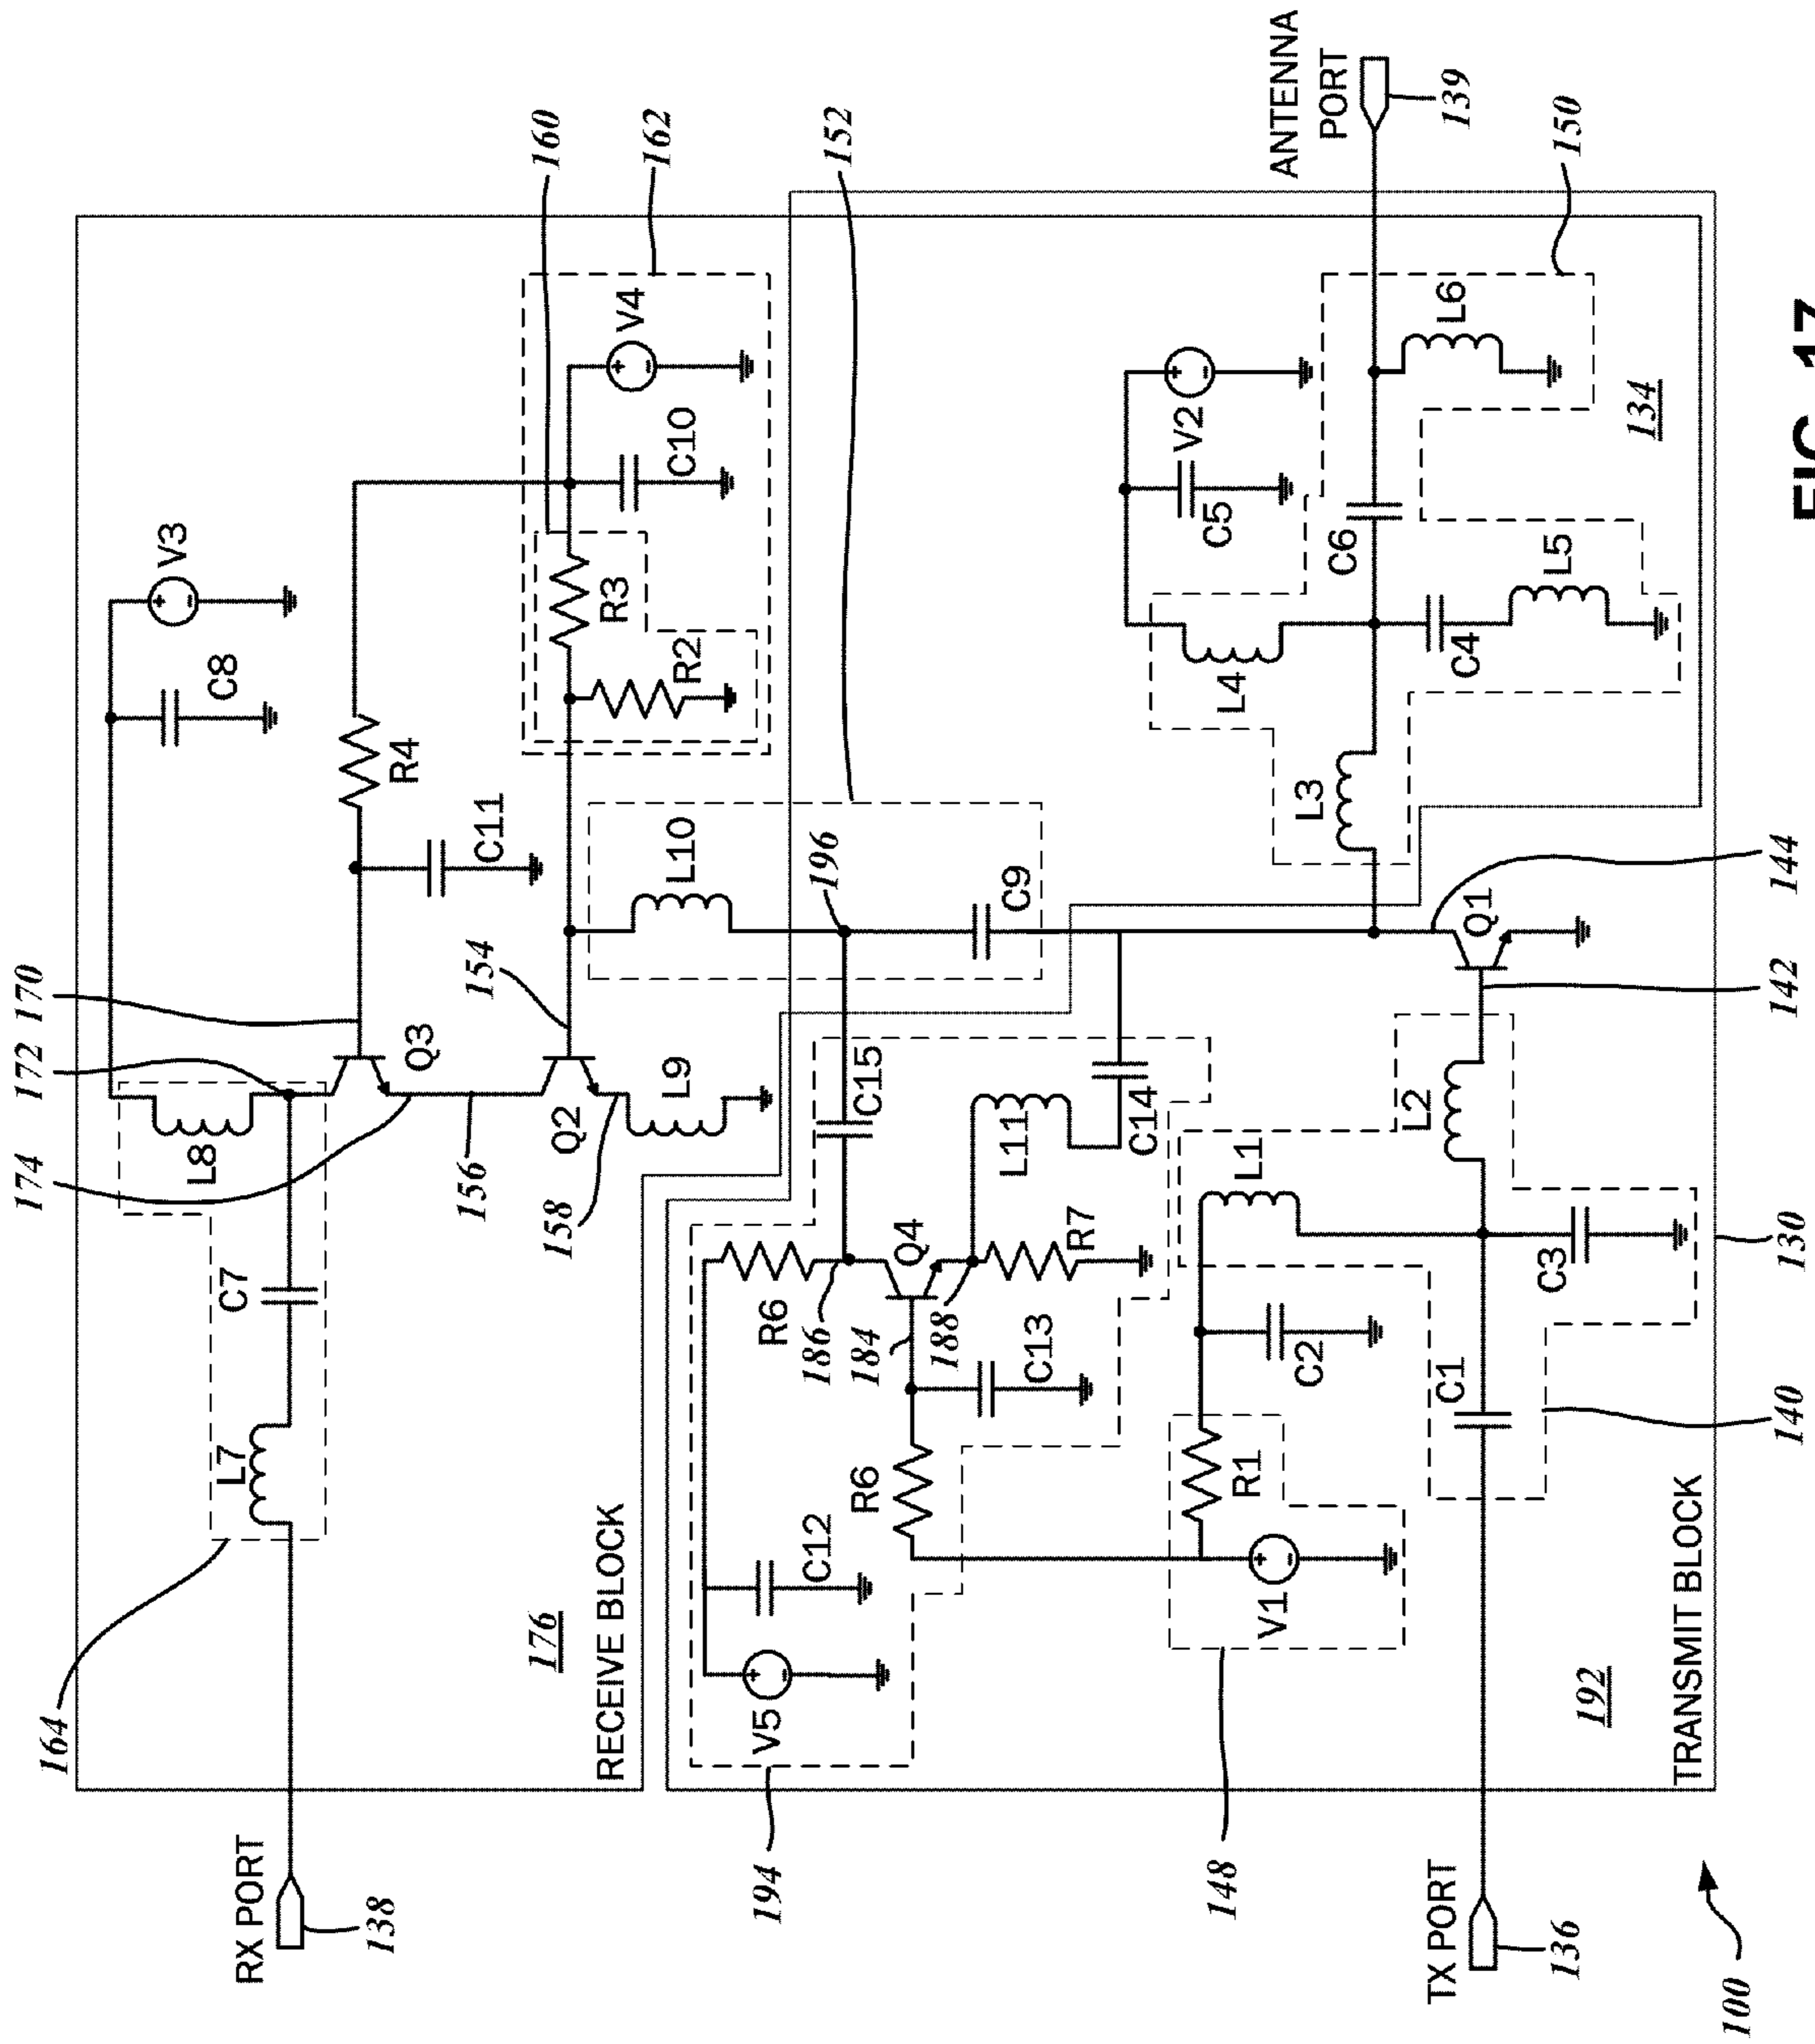 170
172
174
V3
C8
L8
R4
C11
Q3
160
162
152
V4
C10
R3
R2
154
L10
196
C9
156
158
Q2
L9
C7
L7
164
176
RECEIVE BLOCK
RX PORT
138
ANTENNA
PORT
139
150
V2
C5
L6
134
C6
L5
C4
L4
L3
144
142
Q1
C15
C14
L11
L2
L1
R7
Q4
R6
186
184
188
C13
C3
130
C2
C1
140
R6
R1
C12
V1
V5
194
148
192
TRANSMIT BLOCK
TX PORT
136
100
FIG. 17